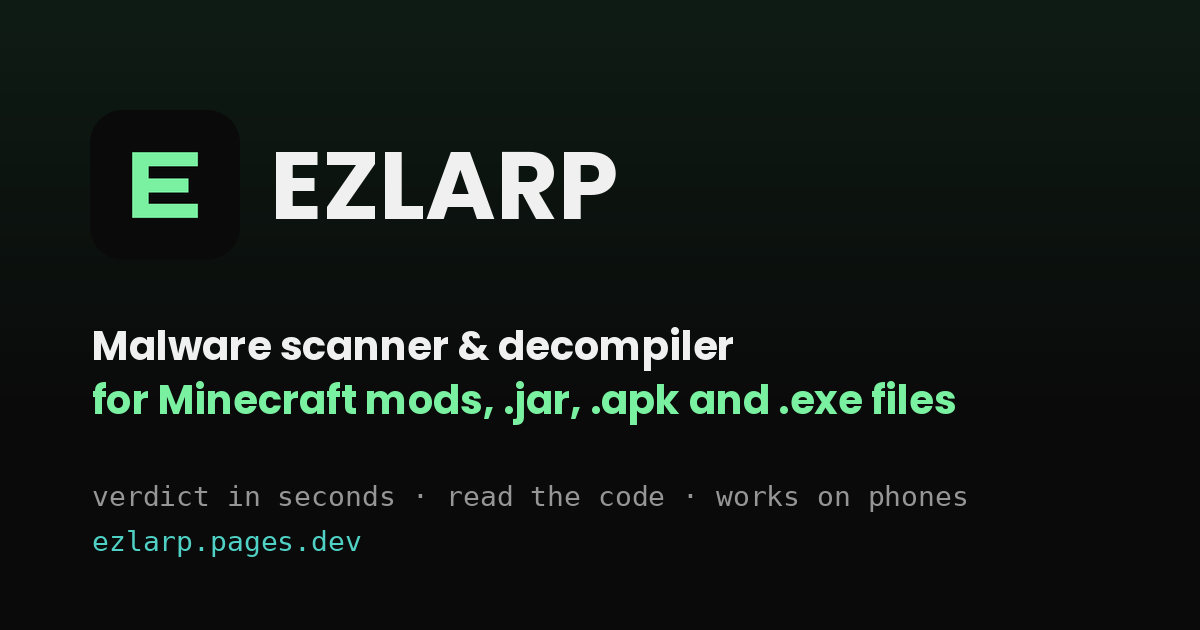 E EZLARP
Malware scanner & decompiler
for Minecraft mods, .jar, .apk and .exe files
verdict in seconds · read the code · works on phones
ezlarp.pages.dev